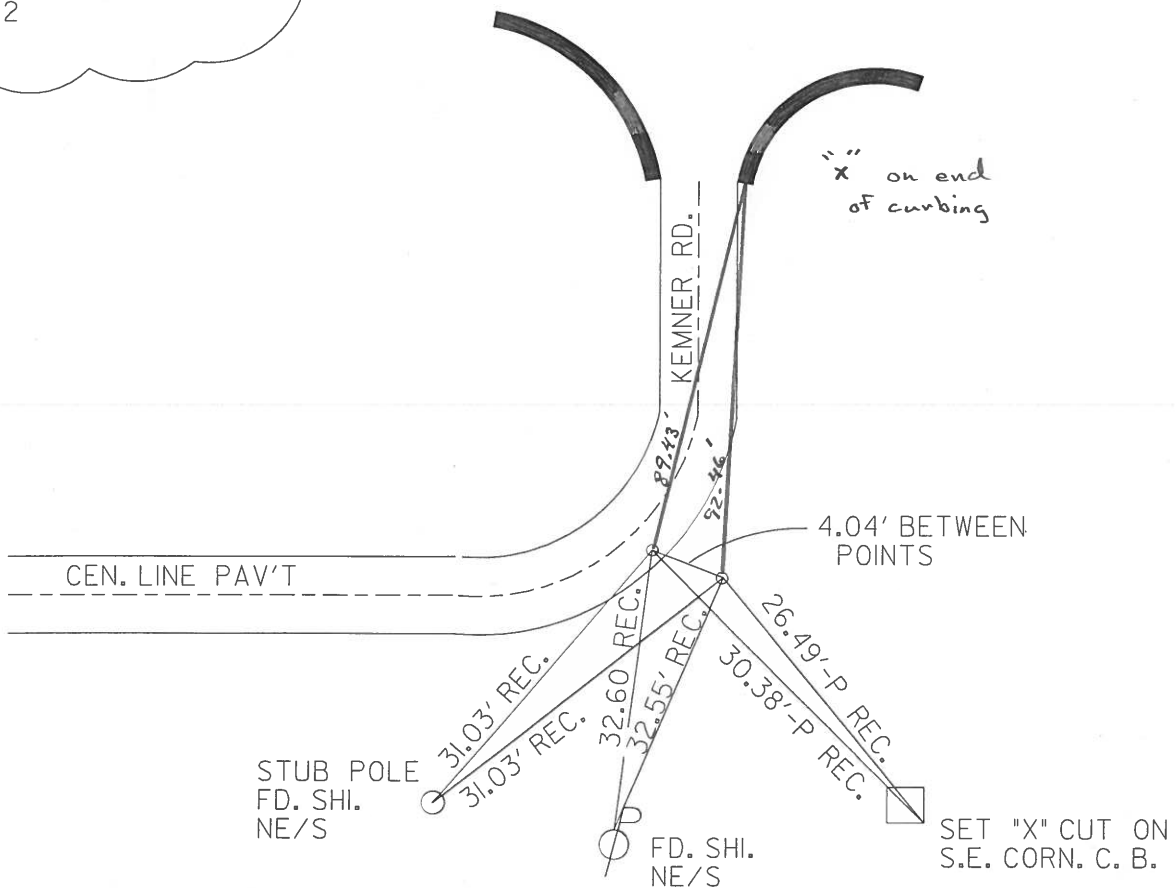 2
"x" on end
of curbing
KEMNER RD.
89.43'
92.46'
4.04' BETWEEN
POINTS
CEN. LINE PAV'T
31.03' REC.
31.03' REC.
32.60 REC.
32.55' REC.
26.49'-P REC.
30.38'-P REC.
STUB POLE
FD. SHI.
NE/S
FD. SHI.
NE/S
SET "X" CUT ON
S.E. CORN. C. B.